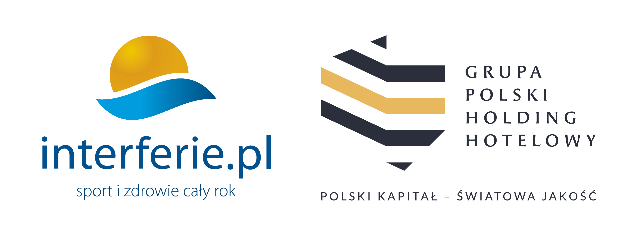 interferie.pl
sport i zdrowie cały rok
GRUPA
POLSKI
HOLDING
HOTELOWY
POLSKI KAPITAŁ – ŚWIATOWA JAKOŚĆ